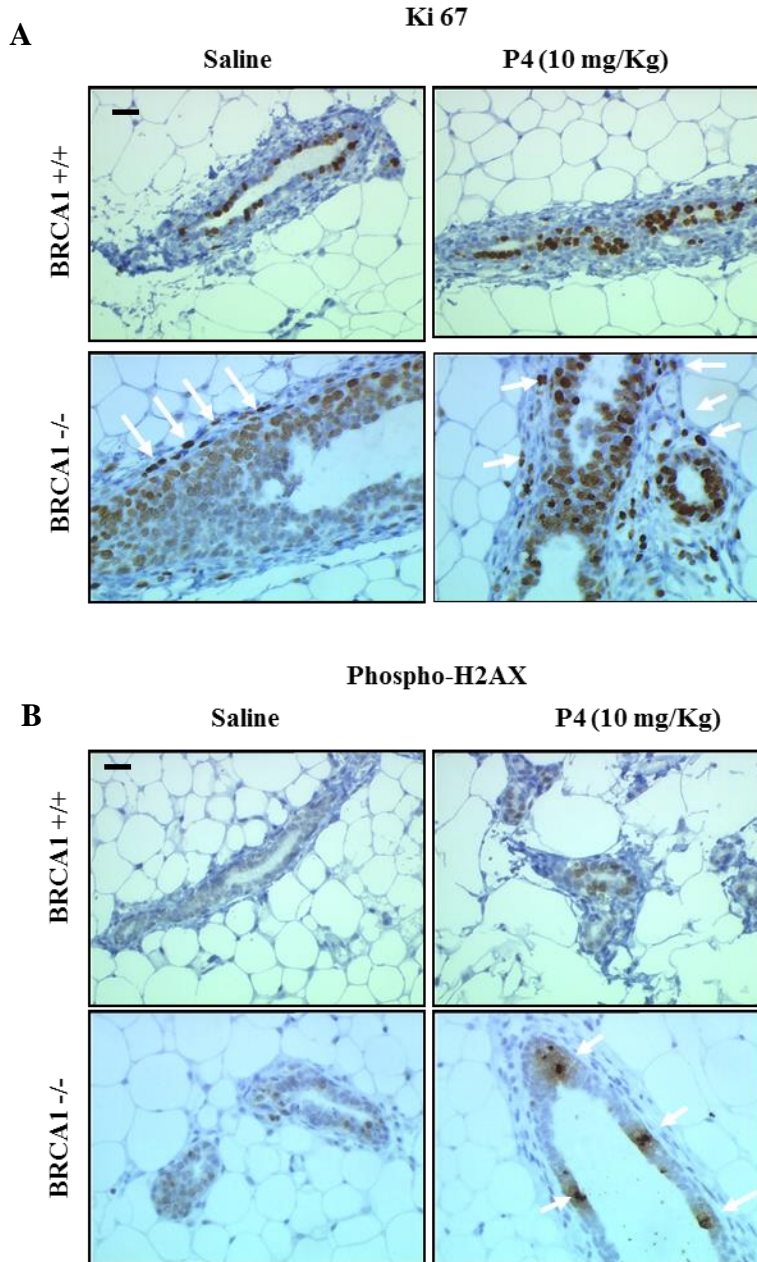 A
Ki 67
Saline
P4 (10 mg/Kg)
BRCA1 +/+
BRCA1 -/-
Phospho-H2AX
B
Saline
P4 (10 mg/Kg)
BRCA1 +/+
BRCA1 -/-